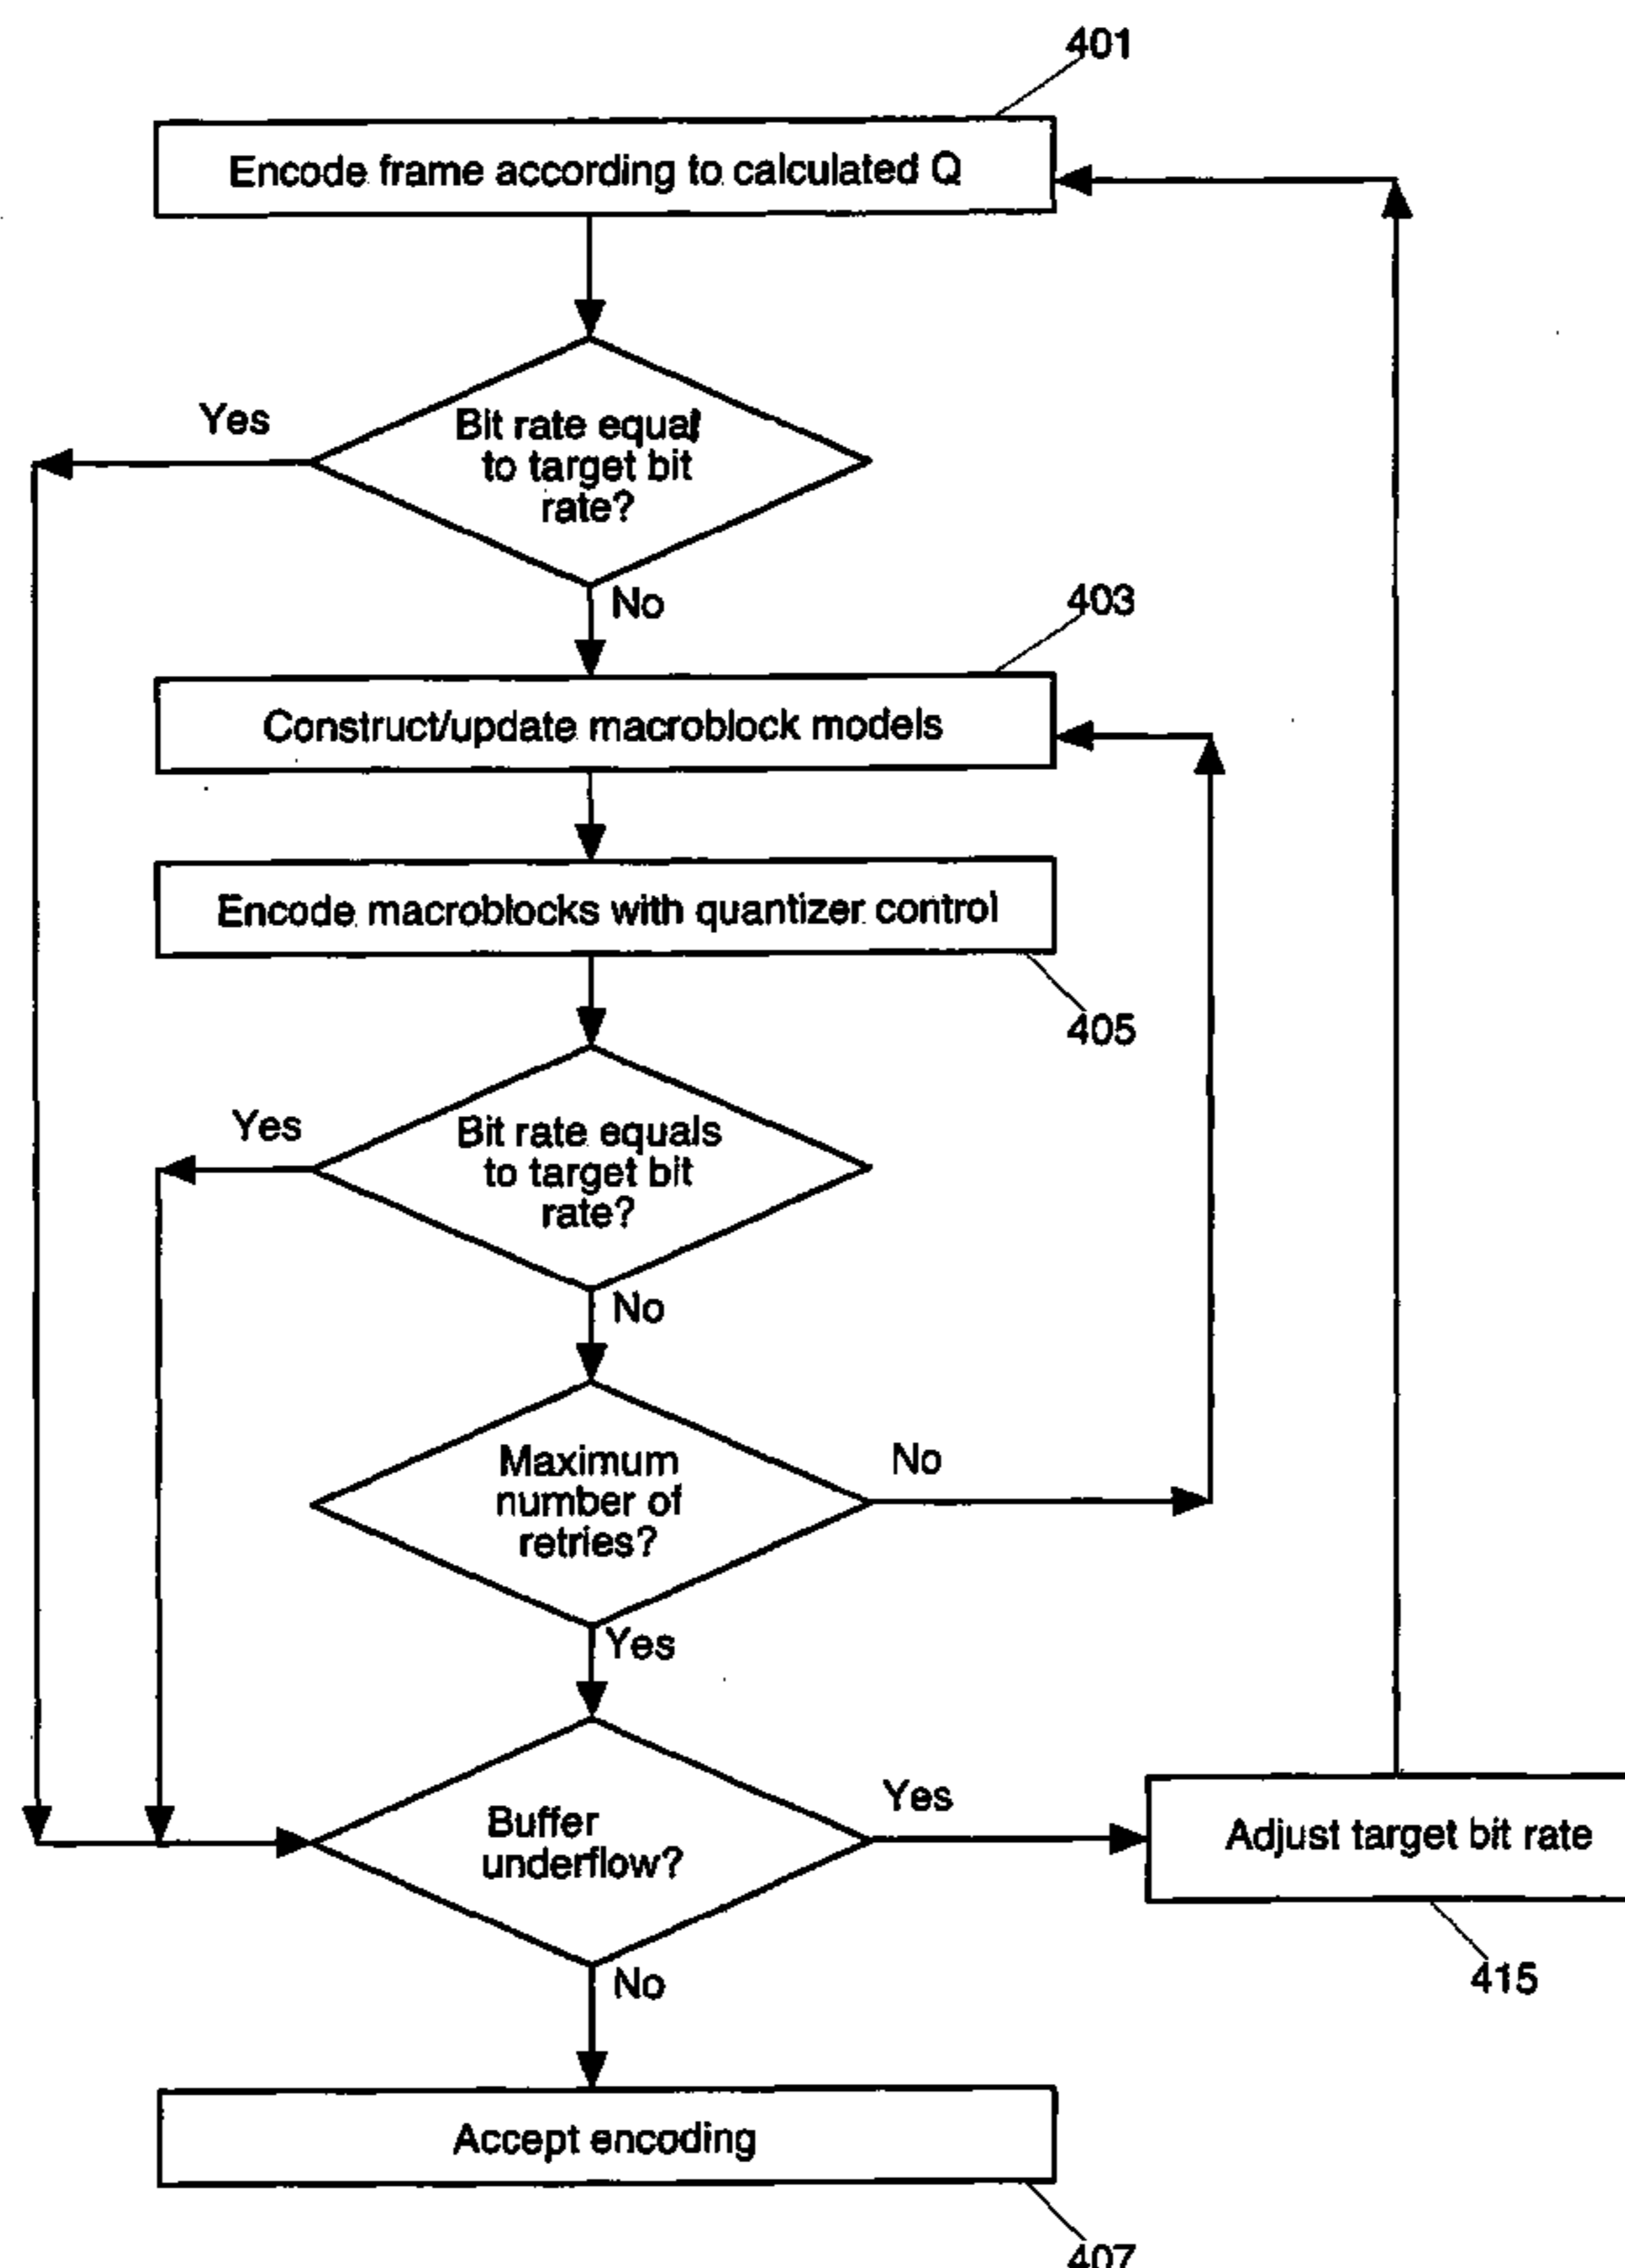 401
Encode frame according to calculated Q
Yes
Bit rate equal
to target bit
rate?
No
403
Construct/update macroblock models
Encode macroblocks with quantizer control
405
Yes
Bit rate equals
to target bit
rate?
No
Maximum
number of
retries?
No
Yes
Buffer
underflow?
Yes
Adjust target bit rate
415
No
Accept encoding
407